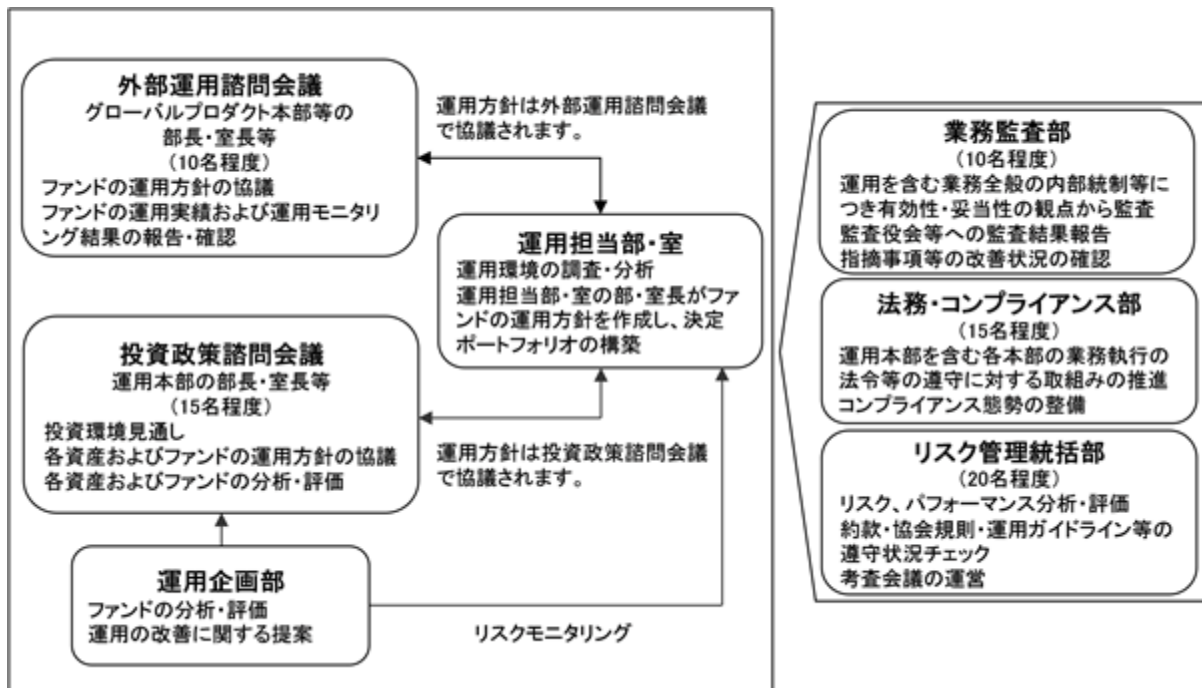 外部運用諮問会議
グローバルプロダクト本部等の
部長・室長等
(10名程度)
ファンドの運用方針の協議
ファンドの運用実績および運用モニタリ
ング結果の報告・確認
運用方針は外部運用諮問会議
で協議されます。
運用担当部・室
運用環境の調査・分析
運用担当部・室の部・室長がファ
ンドの運用方針を作成し、決定
ポートフォリオの構築
投資政策諮問会議
運用本部の部長・室長等
(15名程度)
投資環境見通し
各資産およびファンドの運用方針の協議
各資産およびファンドの分析・評価
運用方針は投資政策諮問会議
で協議されます。
運用企画部
ファンドの分析・評価
運用の改善に関する提案
リスクモニタリング
業務監査部
(10名程度)
運用を含む業務全般の内部統制等に
つき有効性・妥当性の観点から監査
監査役会等への監査結果報告
指摘事項等の改善状況の確認
法務・コンプライアンス部
(15名程度)
運用本部を含む各本部の業務執行の
法令等の遵守に対する取組みの推進
コンプライアンス態勢の整備
リスク管理統括部
(20名程度)
リスク、パフォーマンス分析・評価
約款・協会規則・運用ガイドライン等の
遵守状況チェック
考査会議の運営